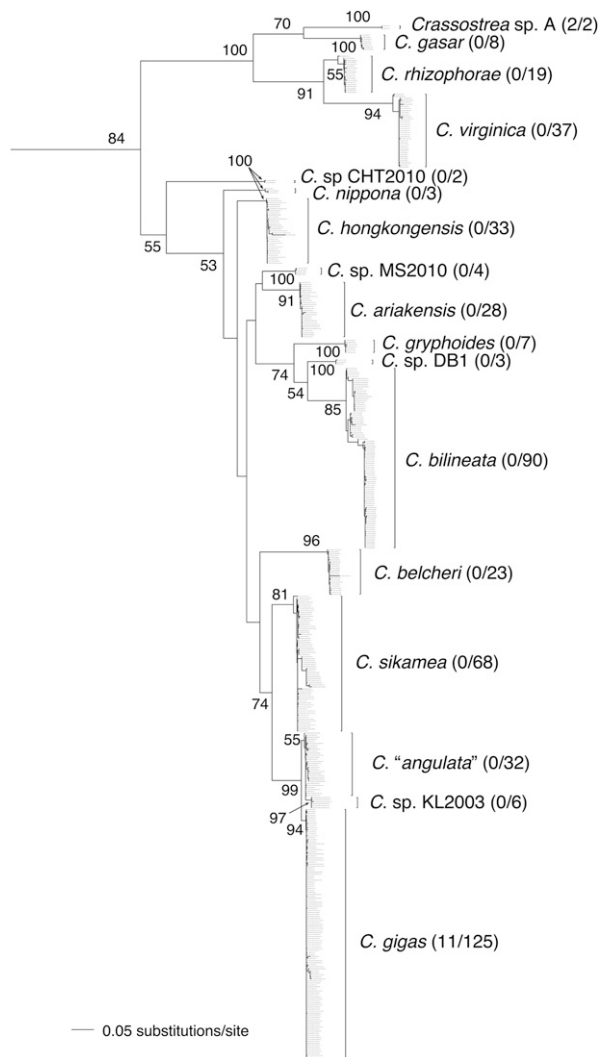 100
70
Crassostrea sp. A (2/2)
C. gasar (0/8)
100
100
C. rhizophorae (0/19)
55
91
94
C. virginica (0/37)
84
100
C. sp CHT2010 (0/2)
C. nippona (0/3)
C. hongkongensis (0/33)
55
53
C. sp. MS2010 (0/4)
100
91
C. ariakensis (0/28)
C. gryphoides (0/7)
100
C. sp. DB1 (0/3)
74
100
54
85
C. bilineata (0/90)
96
C. belcheri (0/23)
81
C. sikamea (0/68)
74
55
C. “angulata” (0/32)
99
C. sp. KL2003 (0/6)
97
94
C. gigas (11/125)
0.05 substitutions/site